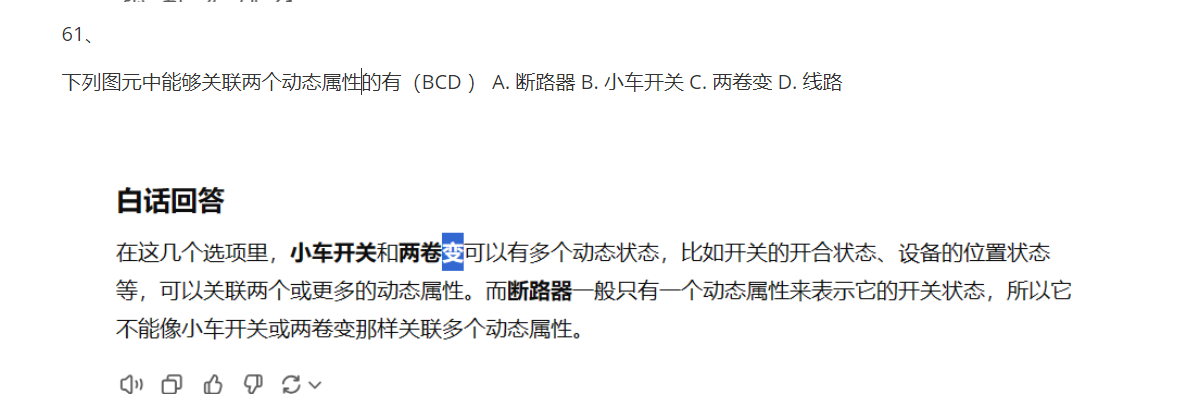 61、
下列图元中能够关联两个动态属性的有（BCD ） A. 断路器 B. 小车开关 C. 两卷变 D. 线路
白话回答
在这几个选项里，小车开关和两卷变可以有多个动态状态，比如开关的开合状态、设备的位置状态
等，可以关联两个或更多的动态属性。而断路器一般只有一个动态属性来表示它的开关状态，所以它
不能像小车开关或两卷变那样关联多个动态属性。